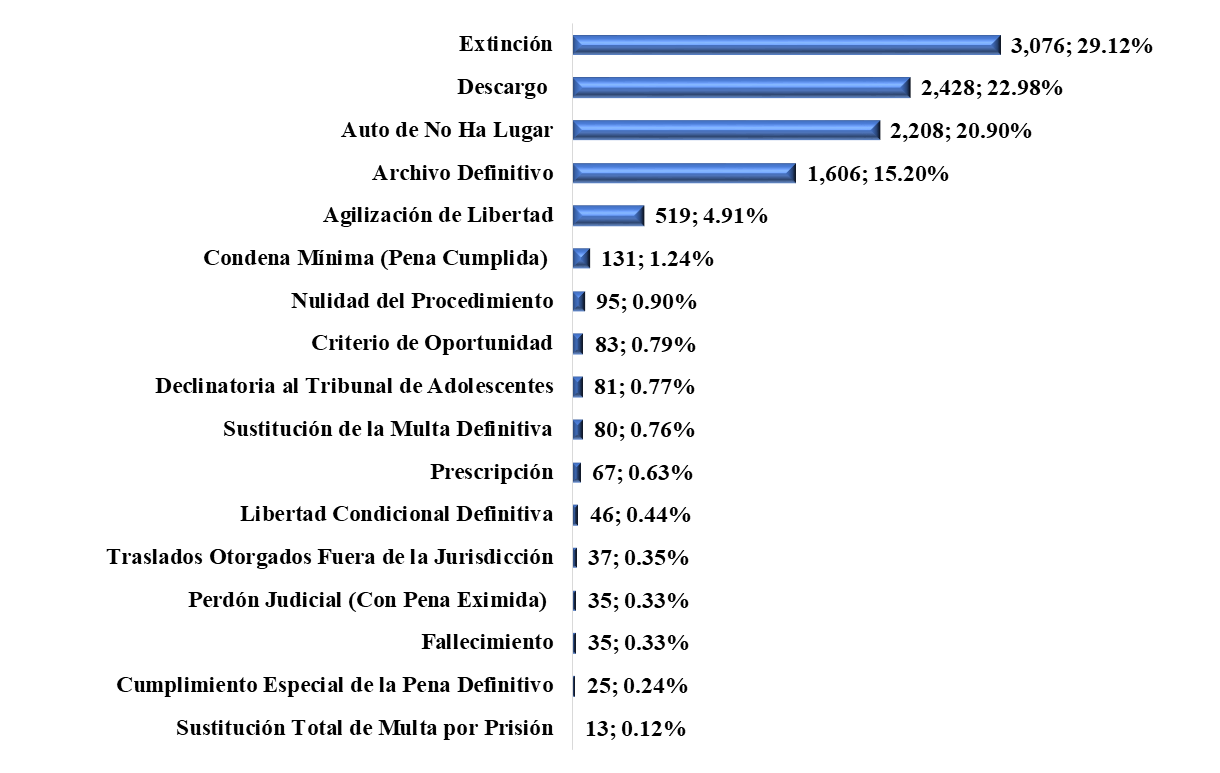 Extinción 3,076; 29.12%
Descargo 2,428; 22.98%
Auto de No Ha Lugar 2,208; 20.90%
Archivo Definitivo 1,606; 15.20%
Agilización de Libertad 519; 4.91%
Condena Mínima (Pena Cumplida) 131; 1.24%
Nulidad del Procedimiento 95; 0.90%
Criterio de Oportunidad 83; 0.79%
Declinatoria al Tribunal de Adolescentes 81; 0.77%
Sustitución de la Multa Definitiva 80; 0.76%
Prescripción 67; 0.63%
Libertad Condicional Definitiva 46; 0.44%
Traslados Otorgados Fuera de la Jurisdicción 37; 0.35%
Perdón Judicial (Con Pena Eximida) 35; 0.33%
Fallecimiento 35; 0.33%
Cumplimiento Especial de la Pena Definitivo 25; 0.24%
Sustitución Total de Multa por Prisión 13; 0.12%